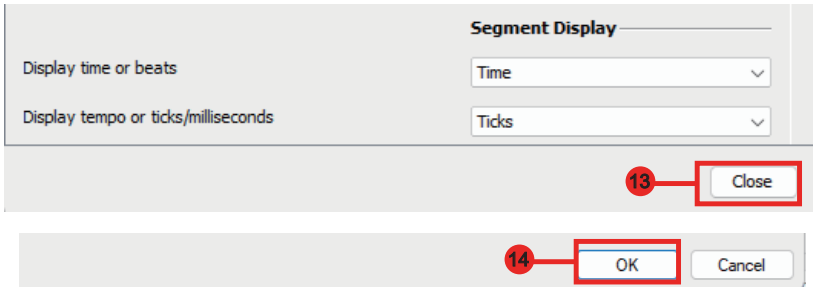 Segment Display
Display time or beats Time
Display tempo or ticks/milliseconds Ticks
13 Close
14 OK Cancel